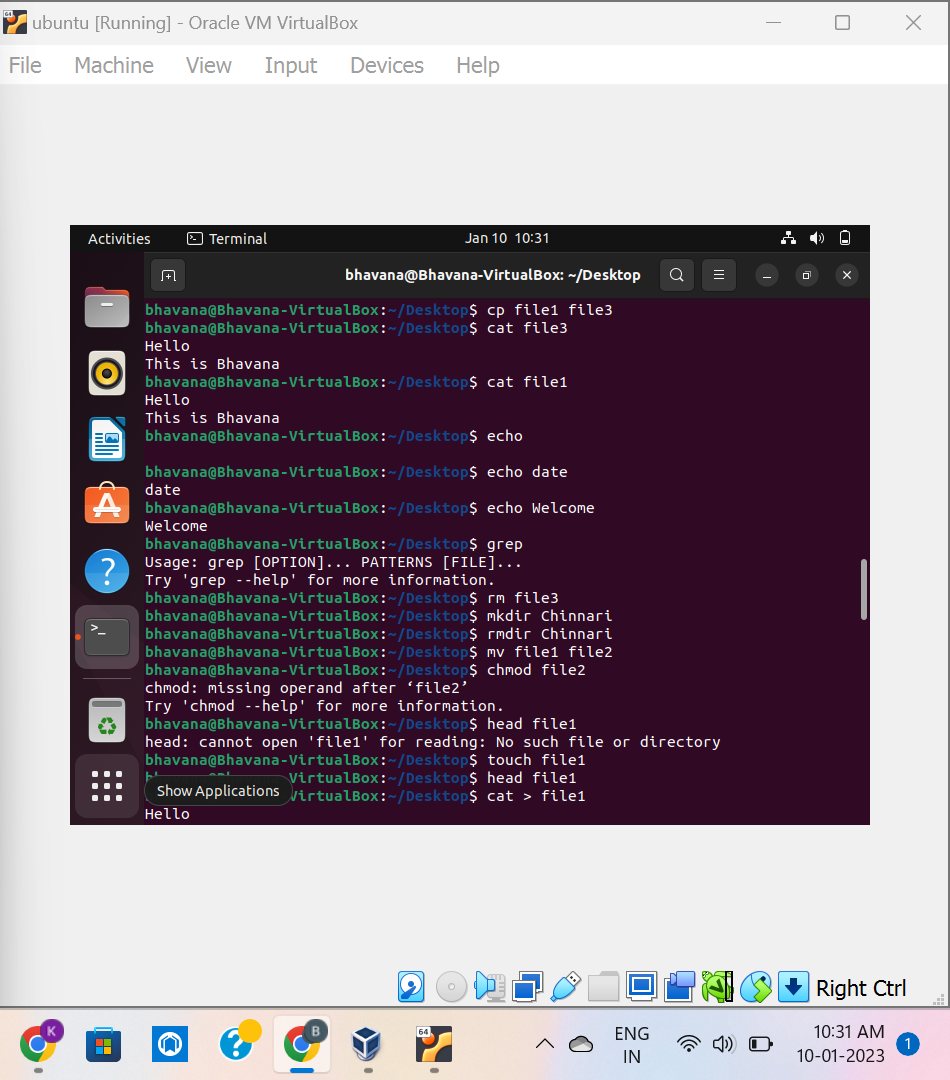 64
ubuntu [Running] - Oracle VM VirtualBox
File Machine View Input Devices Help
Activities Terminal Jan 10 10:31
bhavana@Bhavana-VirtualBox: ~/Desktop
bhavana@Bhavana-VirtualBox:~/Desktop$ cp file1 file3
bhavana@Bhavana-VirtualBox:~/Desktop$ cat file3
Hello
This is Bhavana
bhavana@Bhavana-VirtualBox:~/Desktop$ cat file1
Hello
This is Bhavana
bhavana@Bhavana-VirtualBox:~/Desktop$ echo
bhavana@Bhavana-VirtualBox:~/Desktop$ echo date
date
bhavana@Bhavana-VirtualBox:~/Desktop$ echo Welcome
Welcome
bhavana@Bhavana-VirtualBox:~/Desktop$ grep
Usage: grep [OPTION]... PATTERNS [FILE]...
Try 'grep --help' for more information.
bhavana@Bhavana-VirtualBox:~/Desktop$ rm file3
bhavana@Bhavana-VirtualBox:~/Desktop$ mkdir Chinnari
bhavana@Bhavana-VirtualBox:~/Desktop$ rmdir Chinnari
bhavana@Bhavana-VirtualBox:~/Desktop$ mv file1 file2
bhavana@Bhavana-VirtualBox:~/Desktop$ chmod file2
chmod: missing operand after ‘file2’
Try 'chmod --help' for more information.
bhavana@Bhavana-VirtualBox:~/Desktop$ head file1
head: cannot open 'file1' for reading: No such file or directory
bhavana@Bhavana-VirtualBox:~/Desktop$ touch file1
bhavana@Bhavana-VirtualBox:~/Desktop$ head file1
Show Applications
VirtualBox:~/Desktop$ cat > file1
Hello
Right Ctrl
K
B
64
ENG
IN
10:31 AM
10-01-2023
1